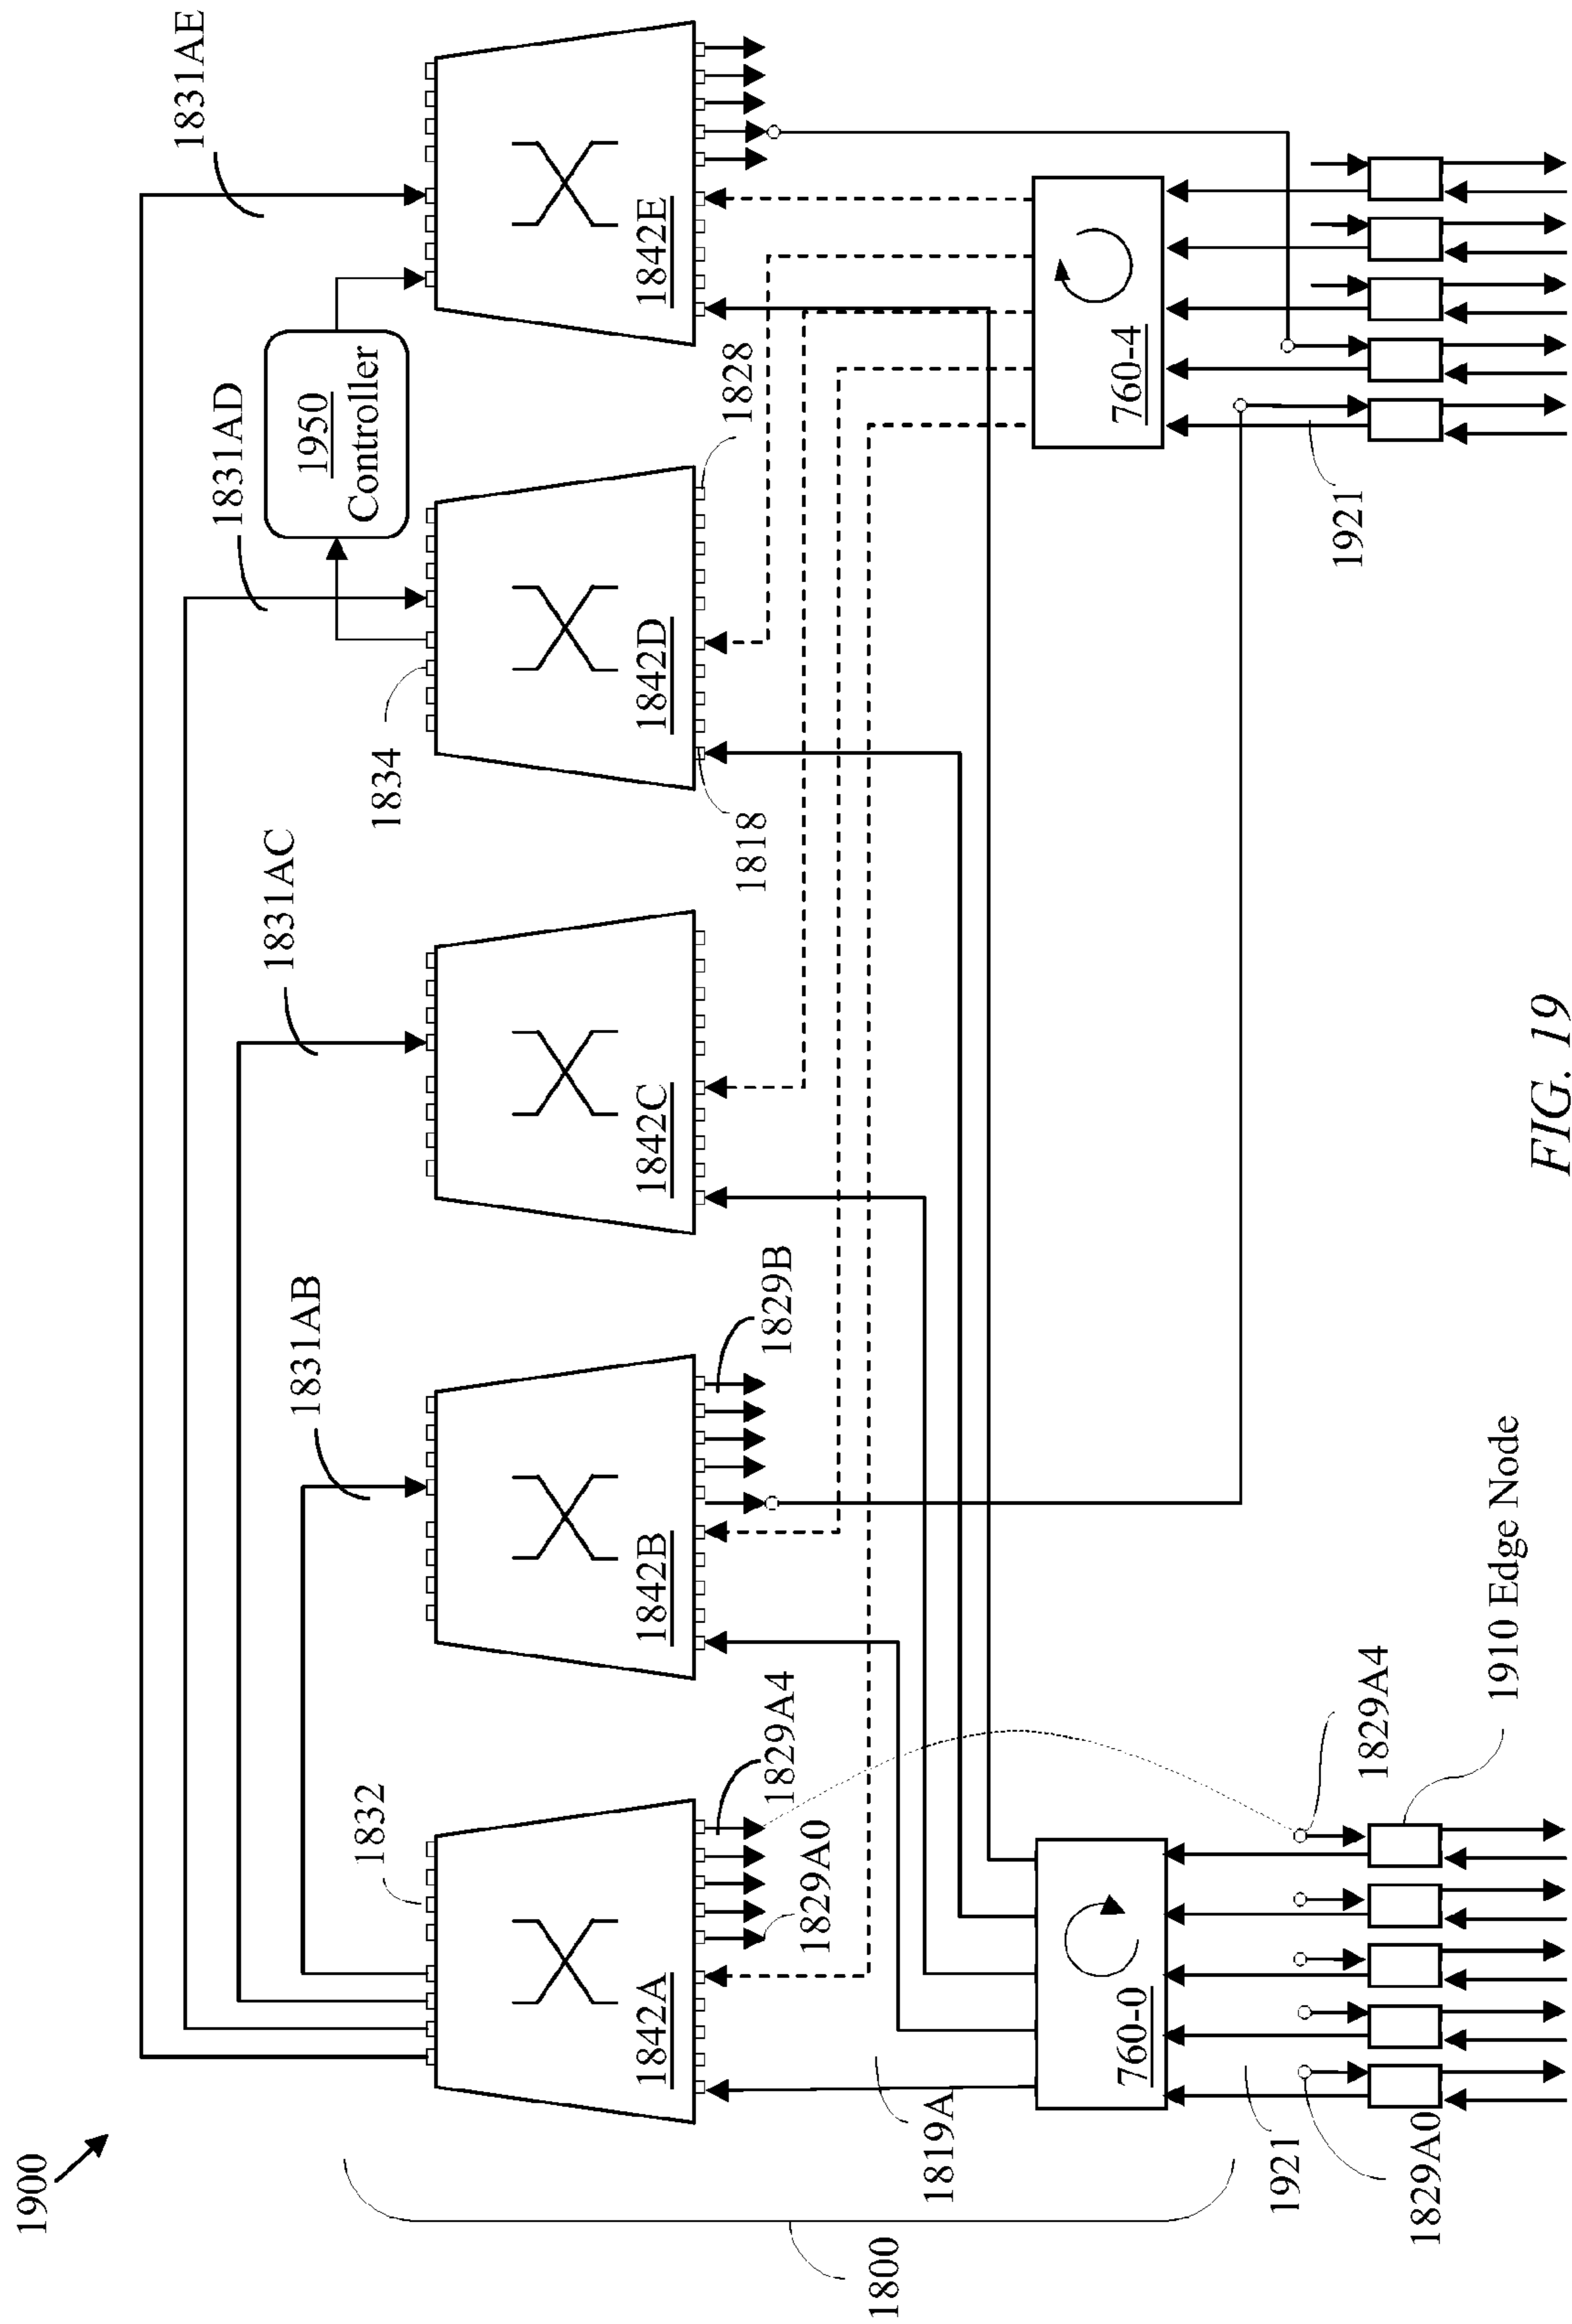 1900
1800
1831AB
1831AC
1831AD
1831AE
1950
Controller
1832
1834
1842A
1842B
1842C
1842D
1842E
1829A4
1829A0
1829B
1818
1828
1819A
760-0
760-4
1921
1921
1829A0
1829A4
1910 Edge Node
FIG. 19